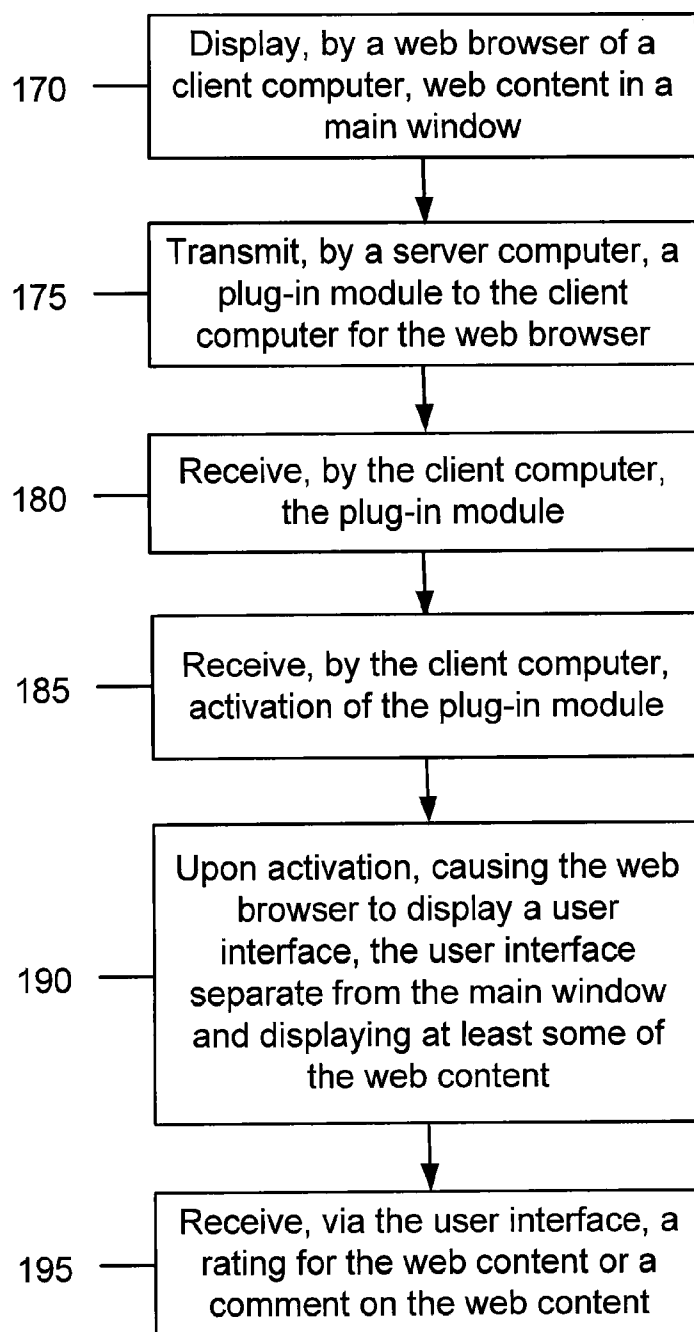 Display, by a web browser of a
client computer, web content in a
main window
170
Transmit, by a server computer, a
plug-in module to the client
computer for the web browser
175
Receive, by the client computer,
the plug-in module
180
Receive, by the client computer,
activation of the plug-in module
185
Upon activation, causing the web
browser to display a user
interface, the user interface
separate from the main window
and displaying at least some of
the web content
190
Receive, via the user interface, a
rating for the web content or a
comment on the web content
195